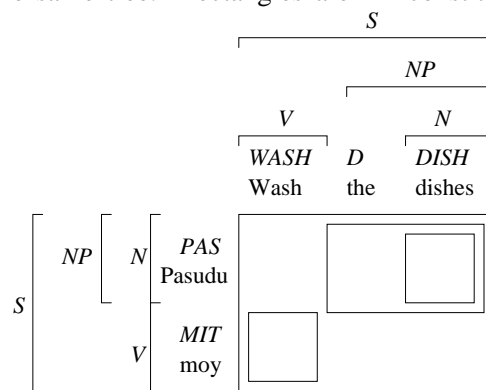 S
NP
V N
WASH D DISH
Wash the dishes
NP N PAS
Pasudu
S
MIT
V moy